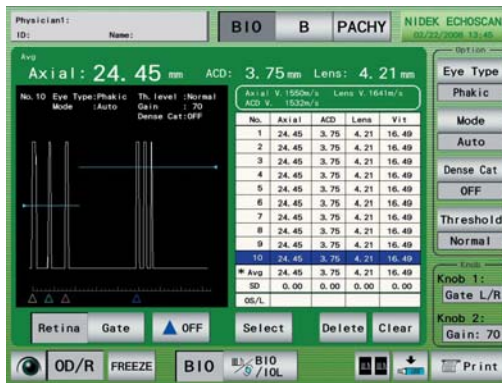 Physician1:
ID: Name:
BIO B PACHY
NIDEK ECHOSCAN
02/23/2008 13:45
Avg
Axial: 24. 45 mm ACD: 3. 75 mm Lens: 4. 21 mm
No. 10 Eye Type:Phakic Th. level :Normal
Mode :Auto Gain : 70
Dense Cat:OFF
Axial V. 1550m/s Lens V. 1641m/s
ACD V. 1532m/s
No. Axial ACD Lens Vit
1 24. 45 3. 75 4. 21 16. 49
2 24. 45 3. 75 4. 21 16. 49
3 24. 45 3. 75 4. 21 16. 49
4 24. 45 3. 75 4. 21 16. 49
5 24. 45 3. 75 4. 21 16. 49
6 24. 45 3. 75 4. 21 16. 49
7 24. 45 3. 75 4. 21 16. 49
8 24. 45 3. 75 4. 21 16. 49
9 24. 45 3. 75 4. 21 16. 49
10 24. 45 3. 75 4. 21 16. 49
* Avg 24. 45 3. 75 4. 21 16. 49
SD 0. 00 0. 00 0. 00 0. 00
OS/L
Option
Eye Type
Phakic
Mode
Auto
Dense Cat
OFF
Threshold
Normal
Knob
Knob 1:
Gate L/R
Knob 2:
Gain: 70
Retina Gate OFF Select Delete Clear
OD/R FREEZE BIO BIO
/IOL Print